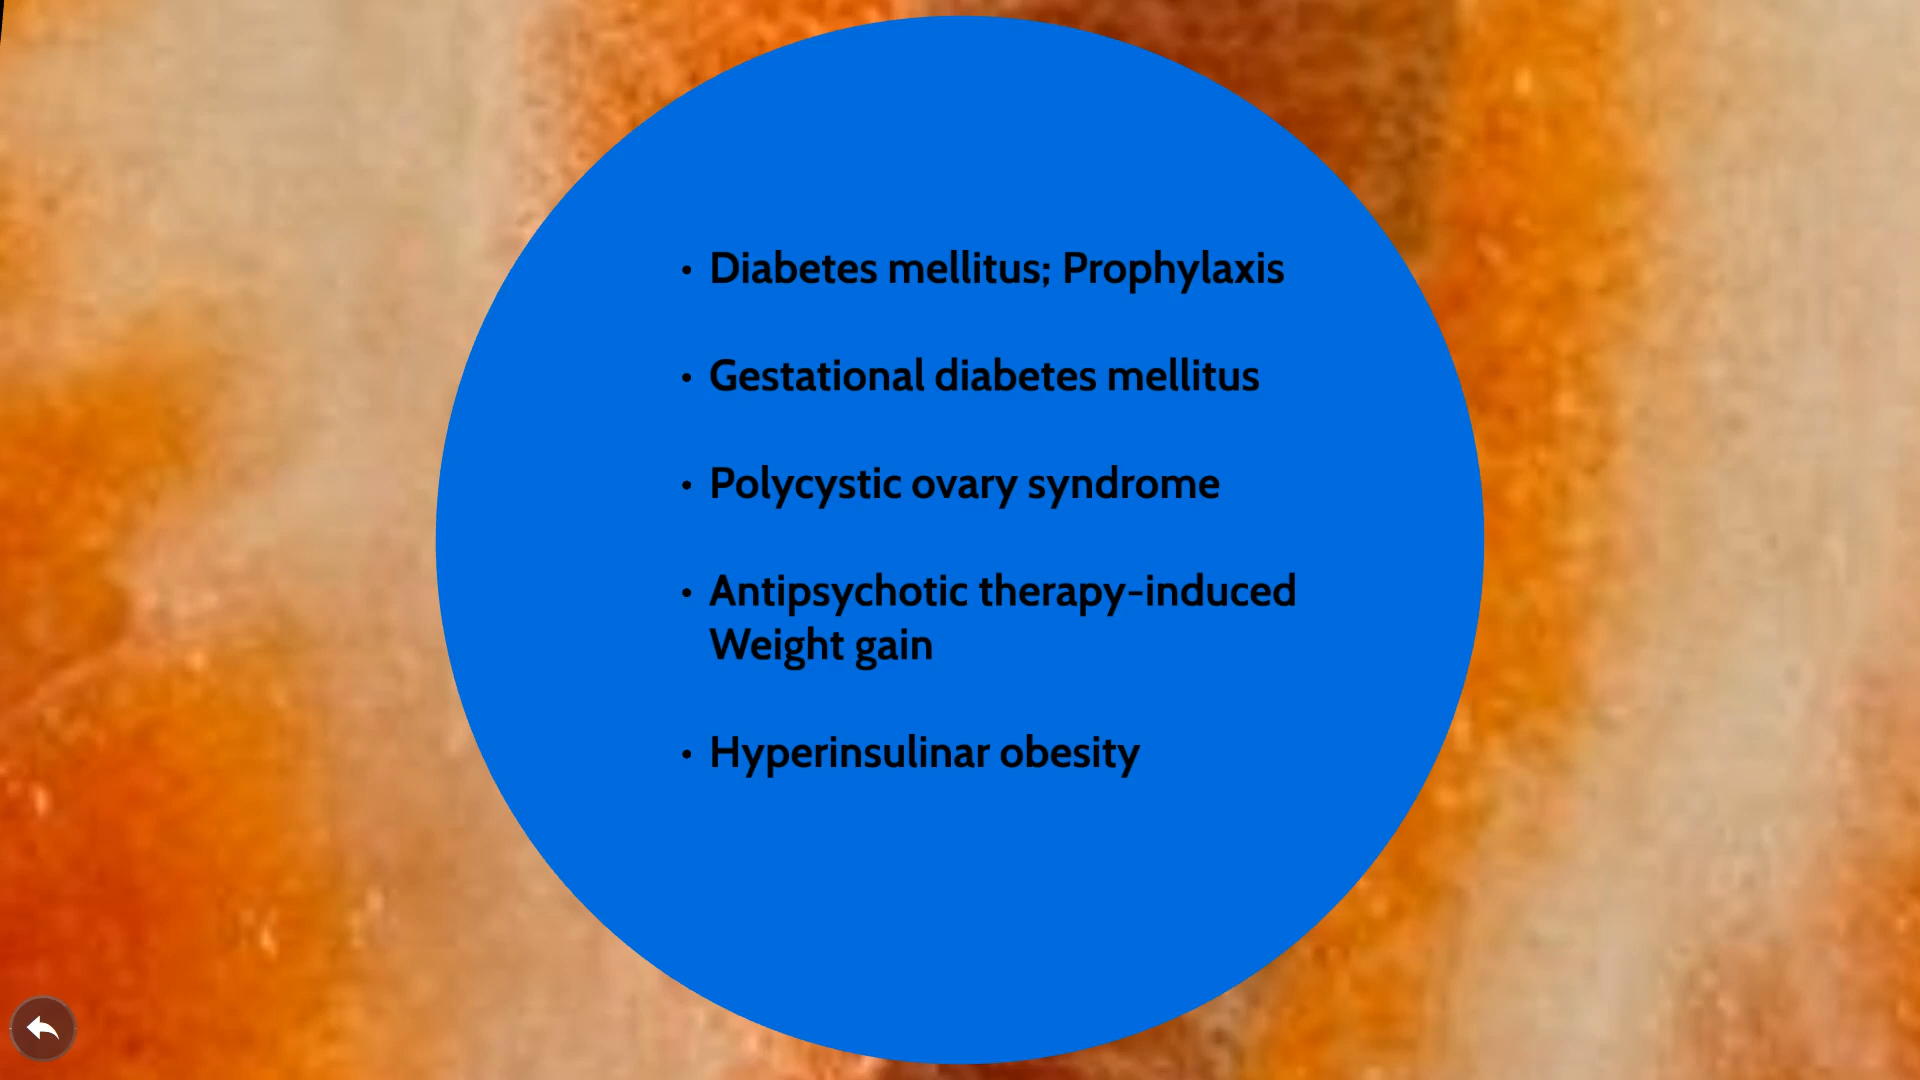 • Diabetes mellitus; Prophylaxis
• Gestational diabetes mellitus
• Polycystic ovary syndrome
• Antipsychotic therapy-induced
Weight gain
• Hyperinsulinar obesity